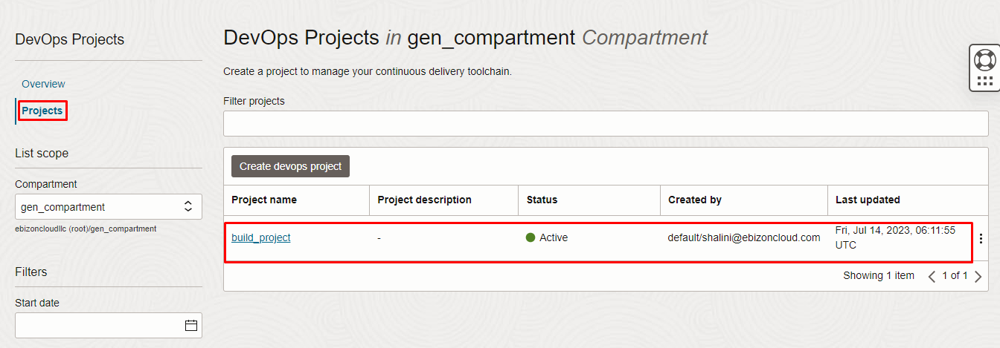 DevOps Projects
Overview
Projects
List scope
Compartment
gen_compartment
ebizoncloudllc (root)/gen_compartment
Filters
Start date
DevOps Projects in gen_compartment Compartment
Create a project to manage your continuous delivery toolchain.
Filter projects
Create devops project
Project name Project description Status Created by Last updated
build_project - Active default/shalini@ebizoncloud.com Fri, Jul 14, 2023, 06:11:55
UTC
Showing 1 item 1 of 1